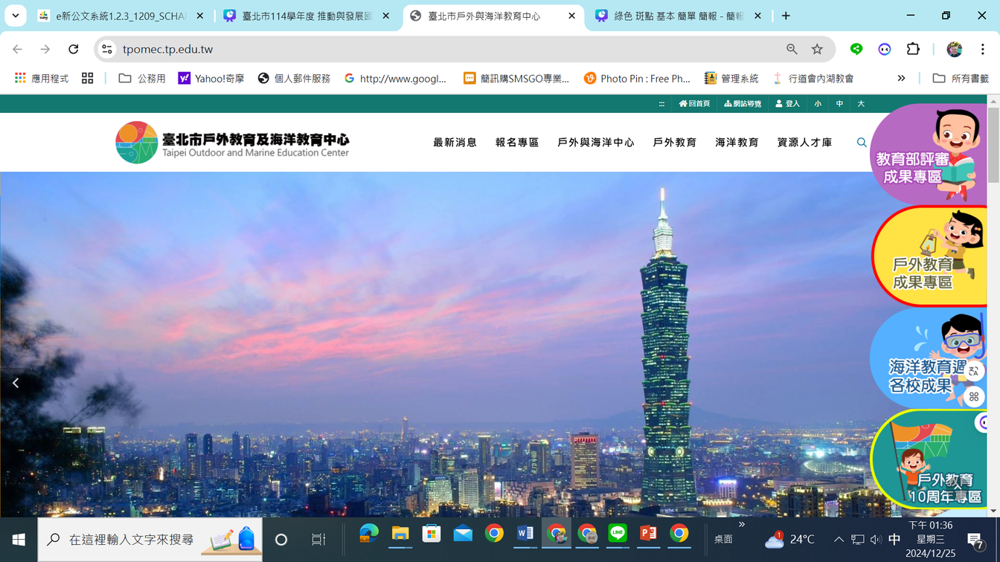 e新公文系統1.2.3_1209_SCHA
臺北市114學年度 推動與發展國
臺北市戶外與海洋教育中心
綠色 斑點 基本 簡單 簡報 - 簡報
tpomec.tp.edu.tw
應用程式
公務用
Yahoo!奇摩
個人郵件服務
http://www.googl...
簡訊購SMSGO專業...
Photo Pin : Free Ph...
管理系統
行道會內湖教會
所有書籤
回首頁
網站導覽
登入
小
中
大
臺北市戶外教育及海洋教育中心
Taipei Outdoor and Marine Education Center
最新消息
報名專區
戶外與海洋中心
戶外教育
海洋教育
資源人才庫
教育部評審
成果專區
戶外教育
成果專區
海洋教育週
各校成果
戶外教育
10周年專區
在這裡輸入文字來搜尋
桌面
1
24°C
中
下午 01:36
星期三
2024/12/25
7